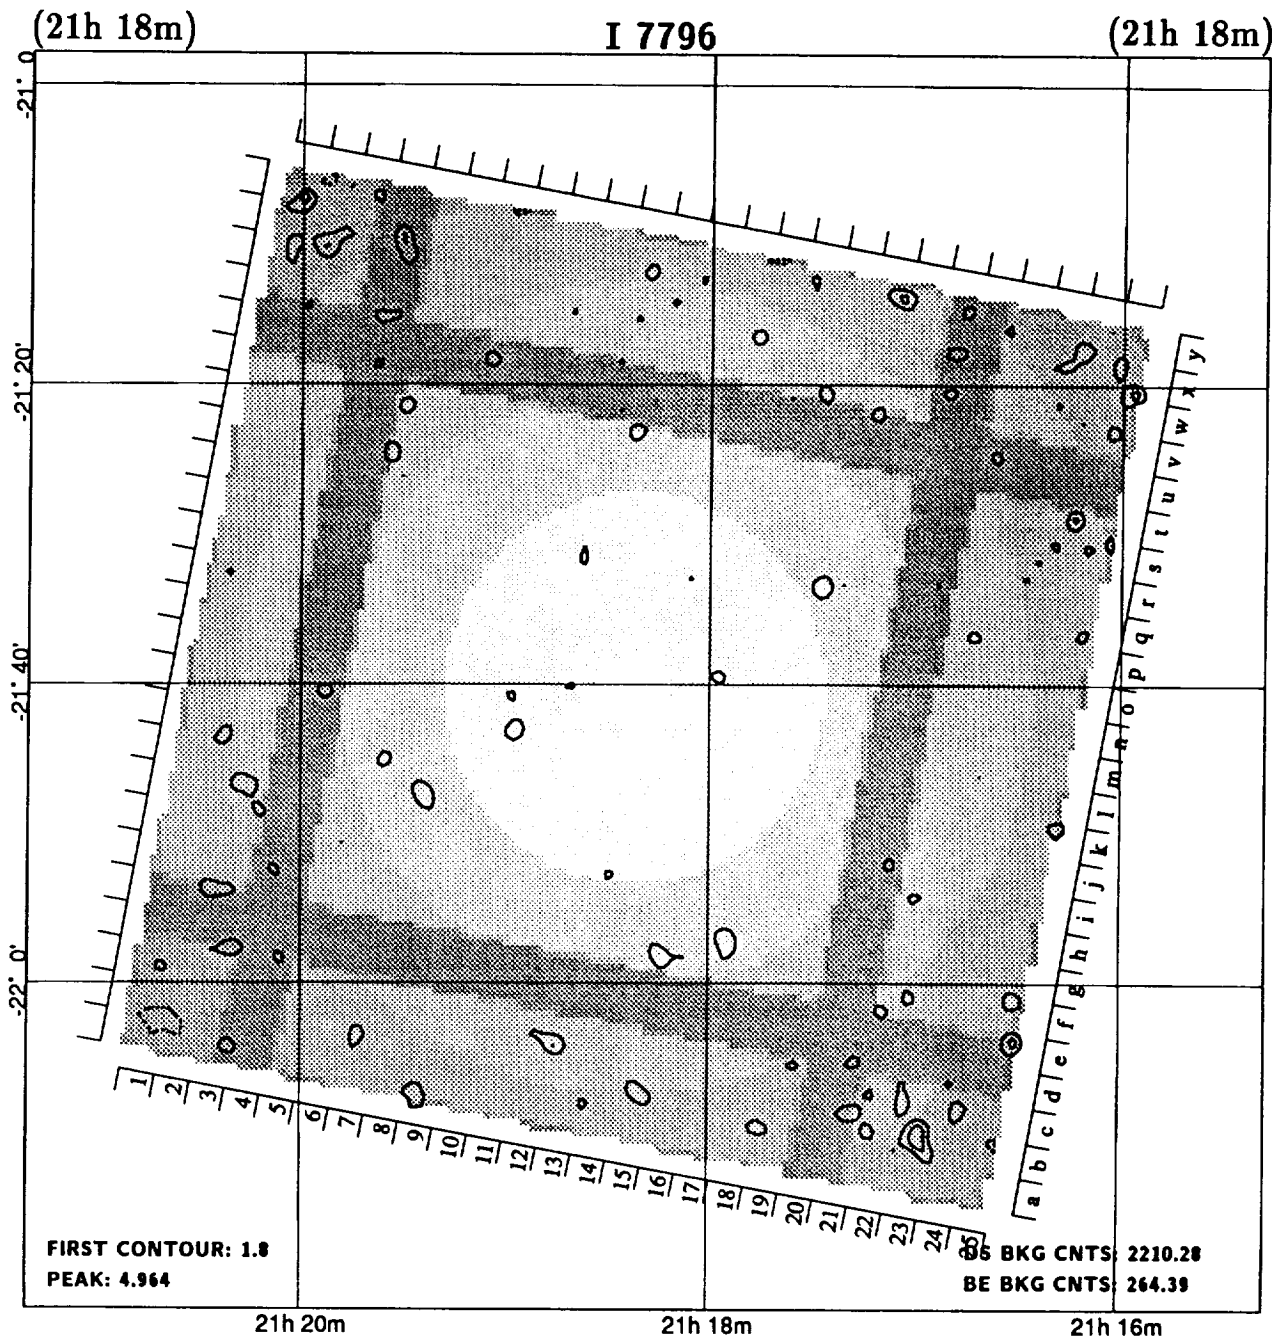 (21h 18m) I 7796 (21h 18m)
-21° 0'
-21° 20'
-21° 40'
-22° 0'
y
x
w
v
u
t
s
r
q
p
o
n
m
l
k
j
i
h
g
f
e
d
c
b
a
1 2 3 4 5 6 7 8 9 10 11 12 13 14 15 16 17 18 19 20 21 22 23 24 25
FIRST CONTOUR: 1.8
PEAK: 4.964
DS BKG CNTS: 2210.28
BE BKG CNTS: 264.39
21h 20m 21h 18m 21h 16m